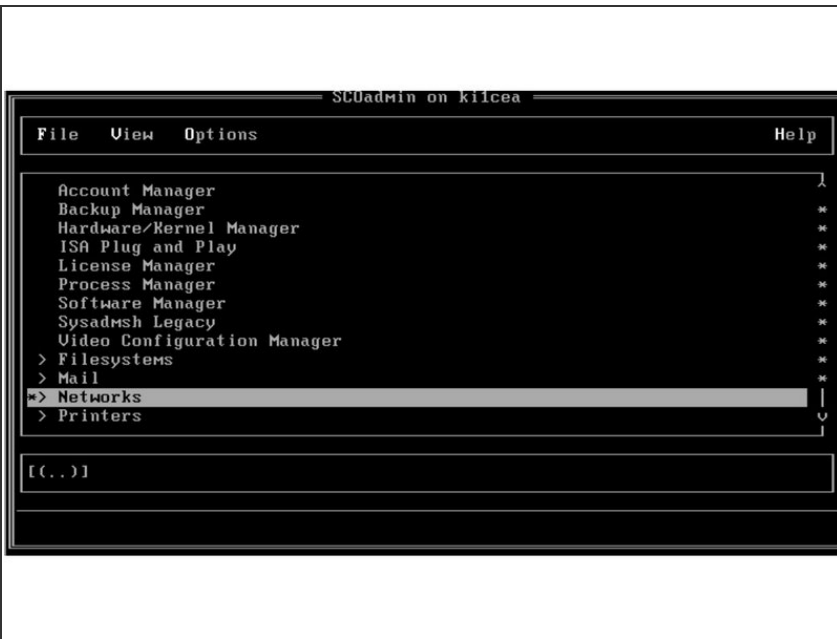 SCOadmin on ki1cea
File View Options Help
Account Manager
Backup Manager
Hardware/Kernel Manager
ISA Plug and Play
License Manager
Process Manager
Software Manager
Sysadmsh Legacy
Video Configuration Manager
> Filesystems
> Mail
*> Networks
> Printers
[(..)]